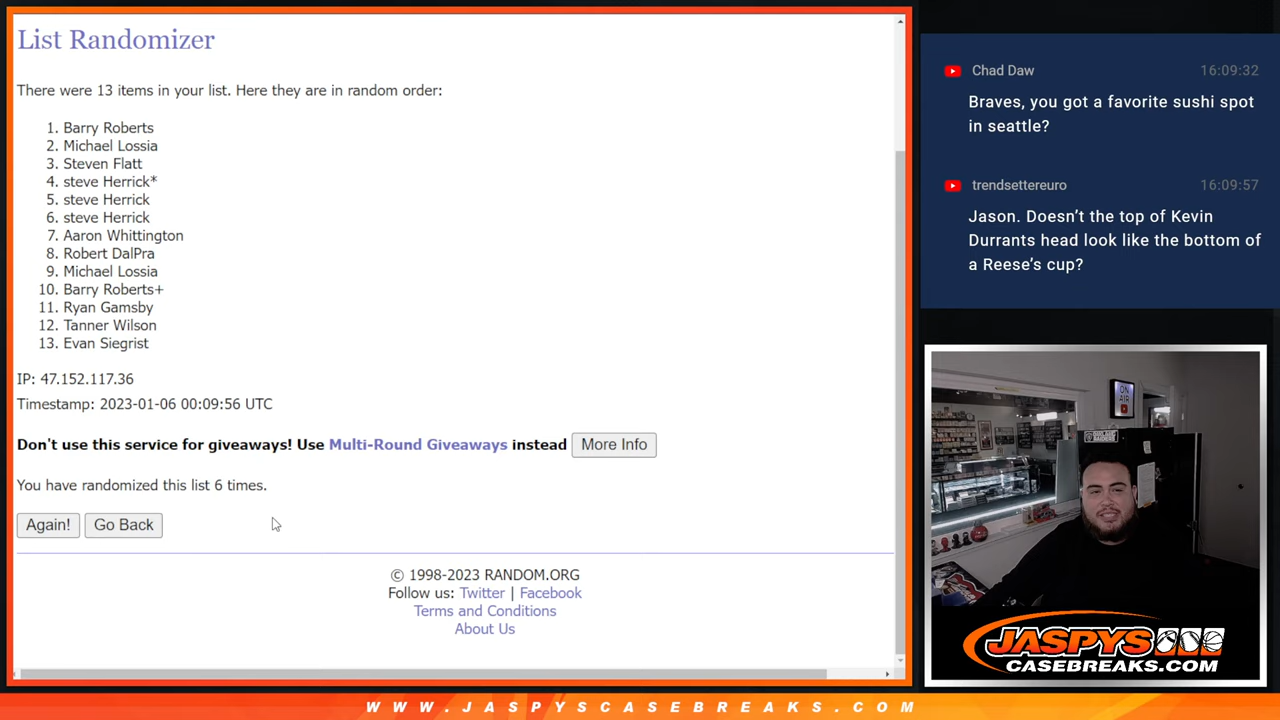 List Randomizer
There were 13 items in your list. Here they are in random order:
1. Barry Roberts
2. Michael Lossia
3. Steven Flatt
4. steve Herrick*
5. steve Herrick
6. steve Herrick
7. Aaron Whittington
8. Robert DalPra
9. Michael Lossia
10. Barry Roberts+
11. Ryan Gamsby
12. Tanner Wilson
13. Evan Siegrist
IP: 47.152.117.36
Timestamp: 2023-01-06 00:09:56 UTC
Don't use this service for giveaways! Use Multi-Round Giveaways instead More Info
You have randomized this list 6 times.
Again! Go Back
© 1998-2023 RANDOM.ORG
Follow us: Twitter | Facebook
Terms and Conditions
About Us
Chad Daw 16:09:32
Braves, you got a favorite sushi spot
in seattle?
trendsettereuro 16:09:57
Jason. Doesn’t the top of Kevin
Durrants head look like the bottom of
a Reese’s cup?
ON
AIR
JASPYS
CASEBREAKS.COM
WWW.JASPYSCASEBREAKS.COM